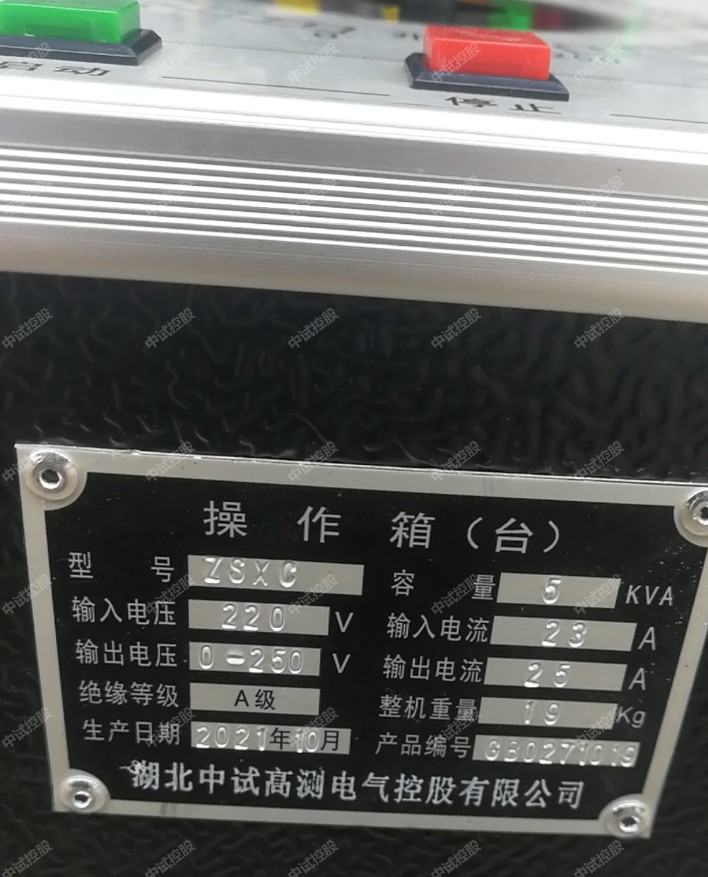 启动
停止
操作箱（台）
型号 ZSXC 容量 5 KVA
输入电压 220 V 输入电流 23 A
输出电压 0-250 V 输出电流 25 A
绝缘等级 A级 整机重量 19 Kg
生产日期 2021年10月 产品编号 GB0271019
湖北中试高测电气控股有限公司
中试控股